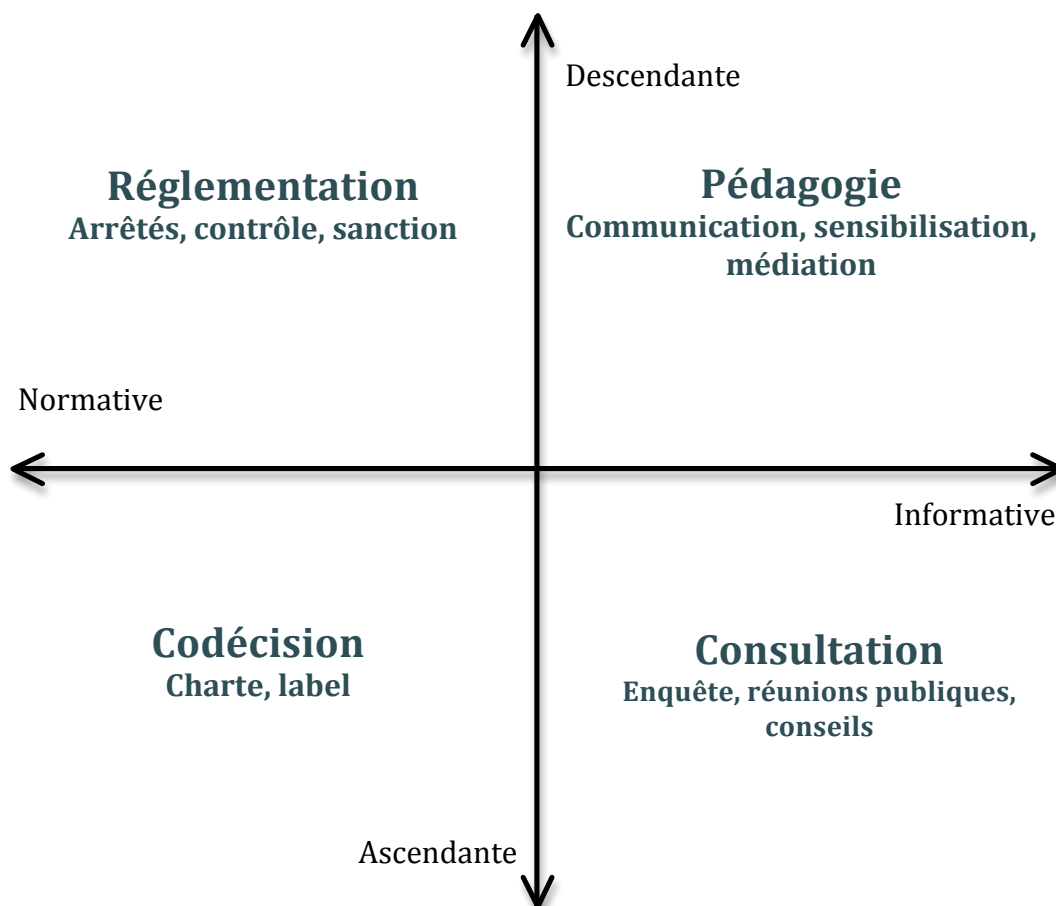 Descendante
Réglementation
Arrêtés, contrôle, sanction
Pédagogie
Communication, sensibilisation,
médiation
Normative
Informative
Codécision
Charte, label
Consultation
Enquête, réunions publiques,
conseils
Ascendante